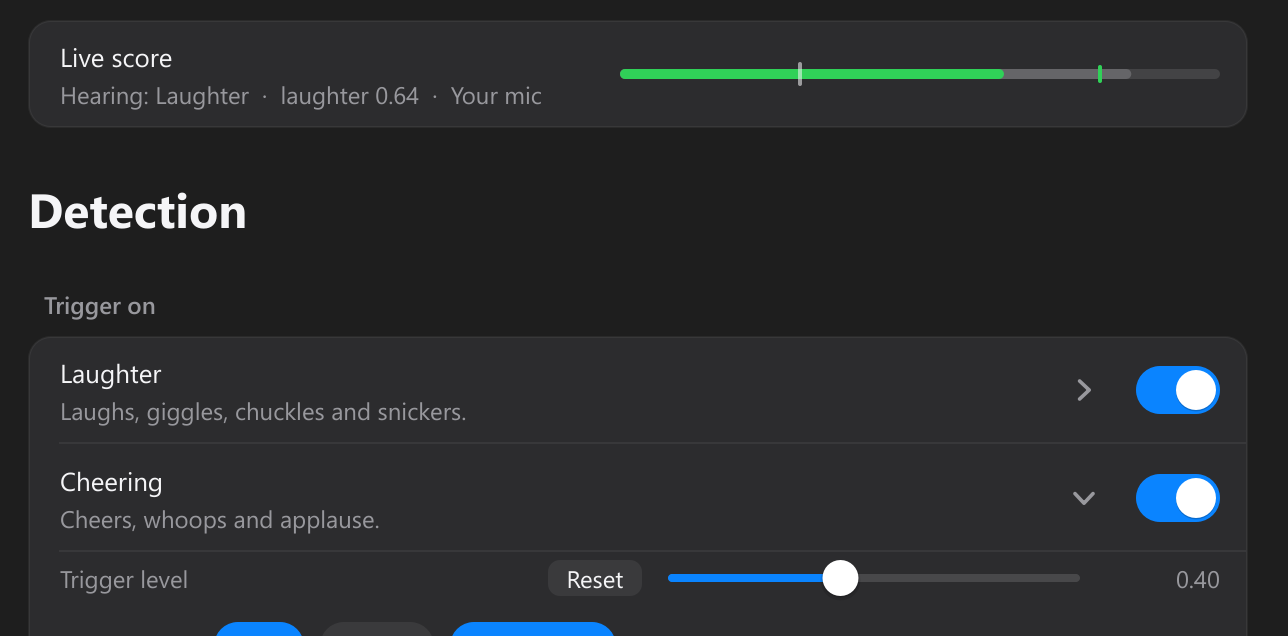 Live score
Hearing: Laughter · laughter 0.64 · Your mic
Detection
Trigger on
Laughter
Laughs, giggles, chuckles and snickers.
Cheering
Cheers, whoops and applause.
Trigger level Reset 0.40